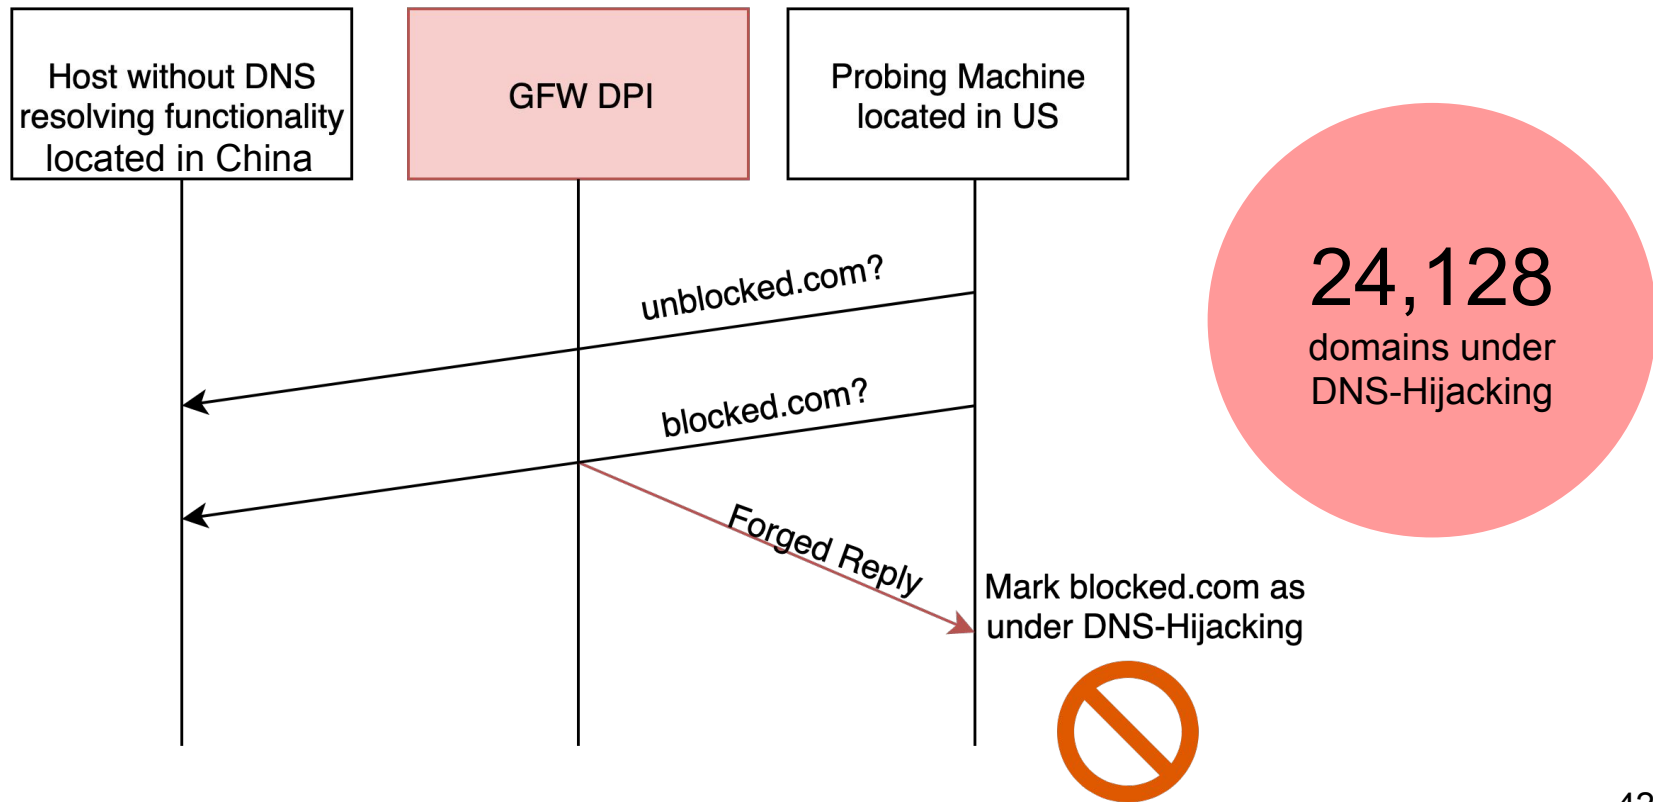 Host without DNS
resolving functionality
located in China
GFW DPI
Probing Machine
located in US
unblocked.com?
blocked.com?
Forged Reply
Mark blocked.com as
under DNS-Hijacking
24,128
domains under
DNS-Hijacking